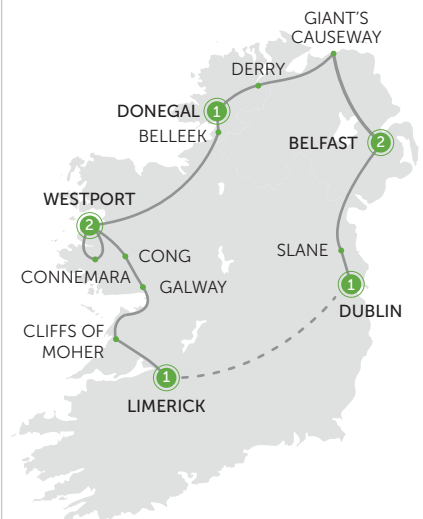 GIANT'S
CAUSEWAY
DERRY
DONEGAL
1
BELLEEK
BELFAST
2
WESTPORT
2
CONG
SLANE
CONNEMARA
GALWAY
1
DUBLIN
CLIFFS OF
MOHER
1
LIMERICK